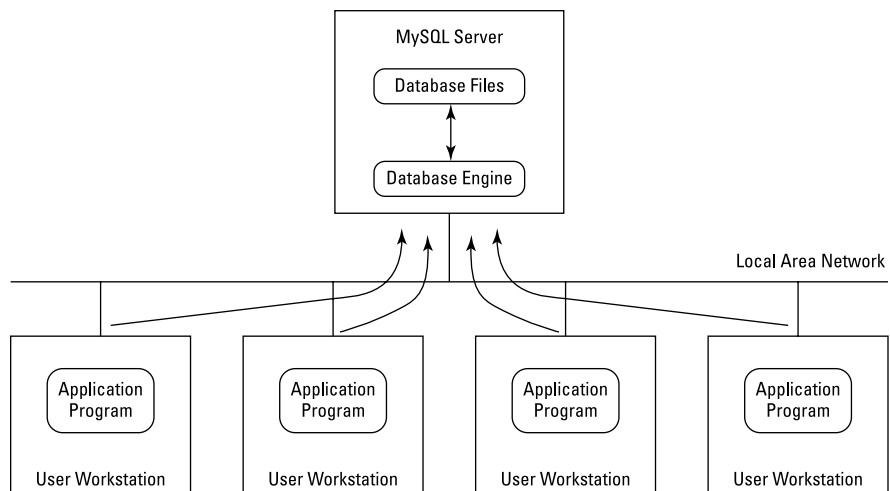 MySQL Server
Database Files
Database Engine
Local Area Network
Application
Program
User Workstation
Application
Program
User Workstation
Application
Program
User Workstation
Application
Program
User Workstation